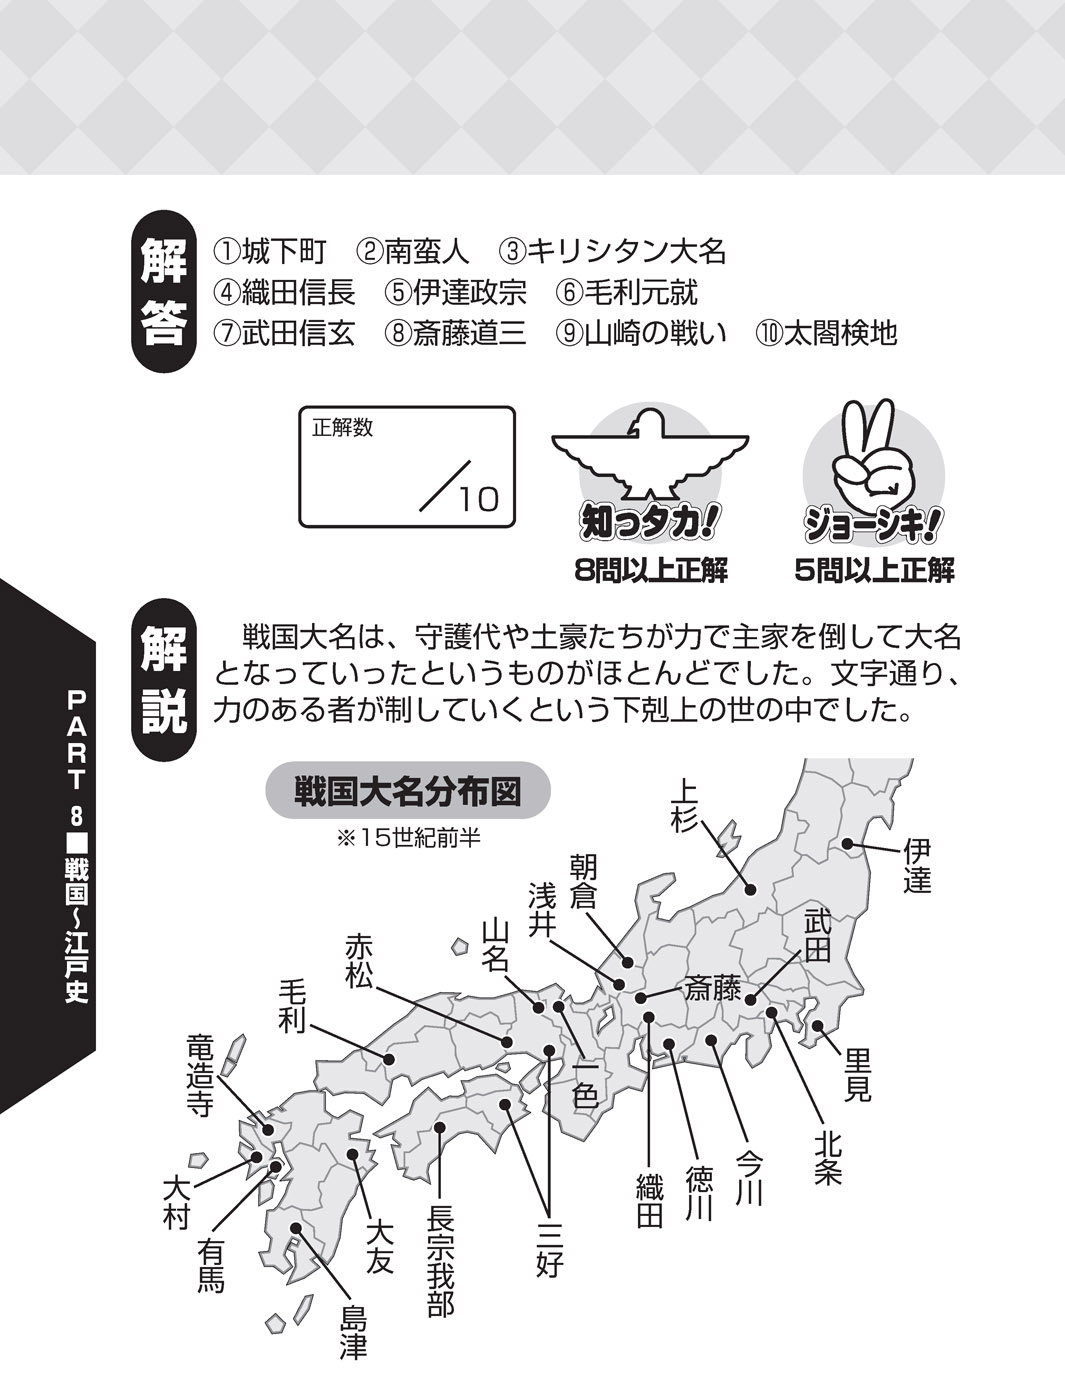 解答
①城下町　②南蛮人　③キリシタン大名
④織田信長　⑤伊達政宗　⑥毛利元就
⑦武田信玄　⑧斎藤道三　⑨山崎の戦い　⑩太閤検地
正解数
／10
知っタカ!
8問以上正解
ジョーシキ!
5問以上正解
PART 8■戦国〜江戸史
解説
戦国大名は、守護代や土豪たちが力で主家を倒して大名
となっていったというものがほとんどでした。文字通り、
力のある者が制していくという下剋上の世の中でした。
戦国大名分布図
※15世紀前半
上杉
伊達
朝倉
浅井
武田
山名
赤松
斎藤
毛利
竜造寺
一色
里見
北条
今川
徳川
織田
大村
有馬
大友
長宗我部
三好
島津